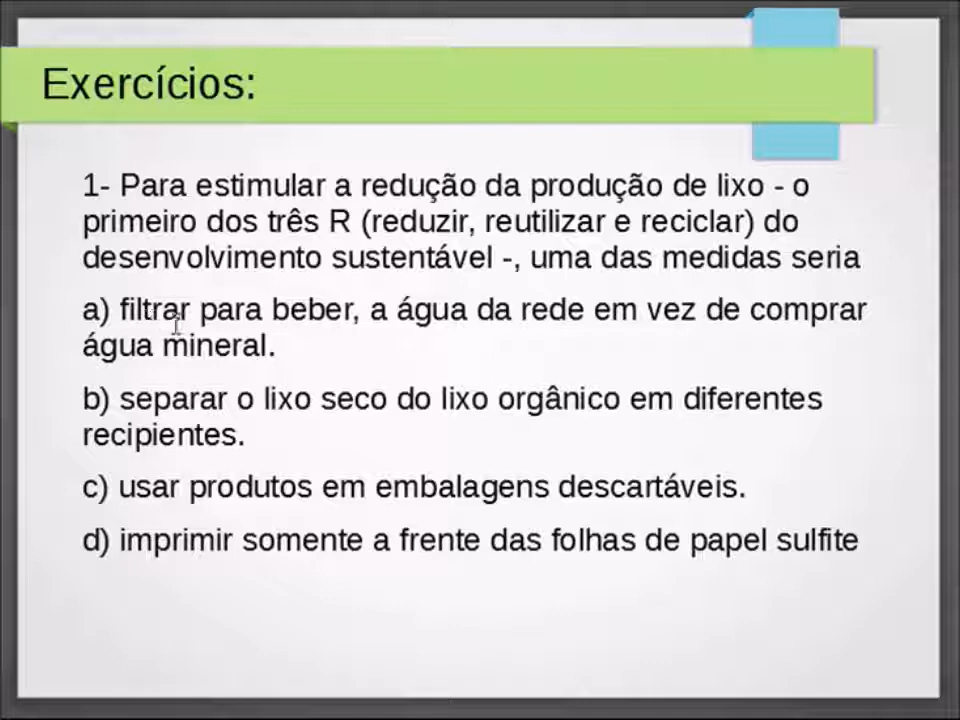 Exercícios:
1- Para estimular a redução da produção de lixo - o
primeiro dos três R (reduzir, reutilizar e reciclar) do
desenvolvimento sustentável -, uma das medidas seria
a) filtrar para beber, a água da rede em vez de comprar
água mineral.
b) separar o lixo seco do lixo orgânico em diferentes
recipientes.
c) usar produtos em embalagens descartáveis.
d) imprimir somente a frente das folhas de papel sulfite